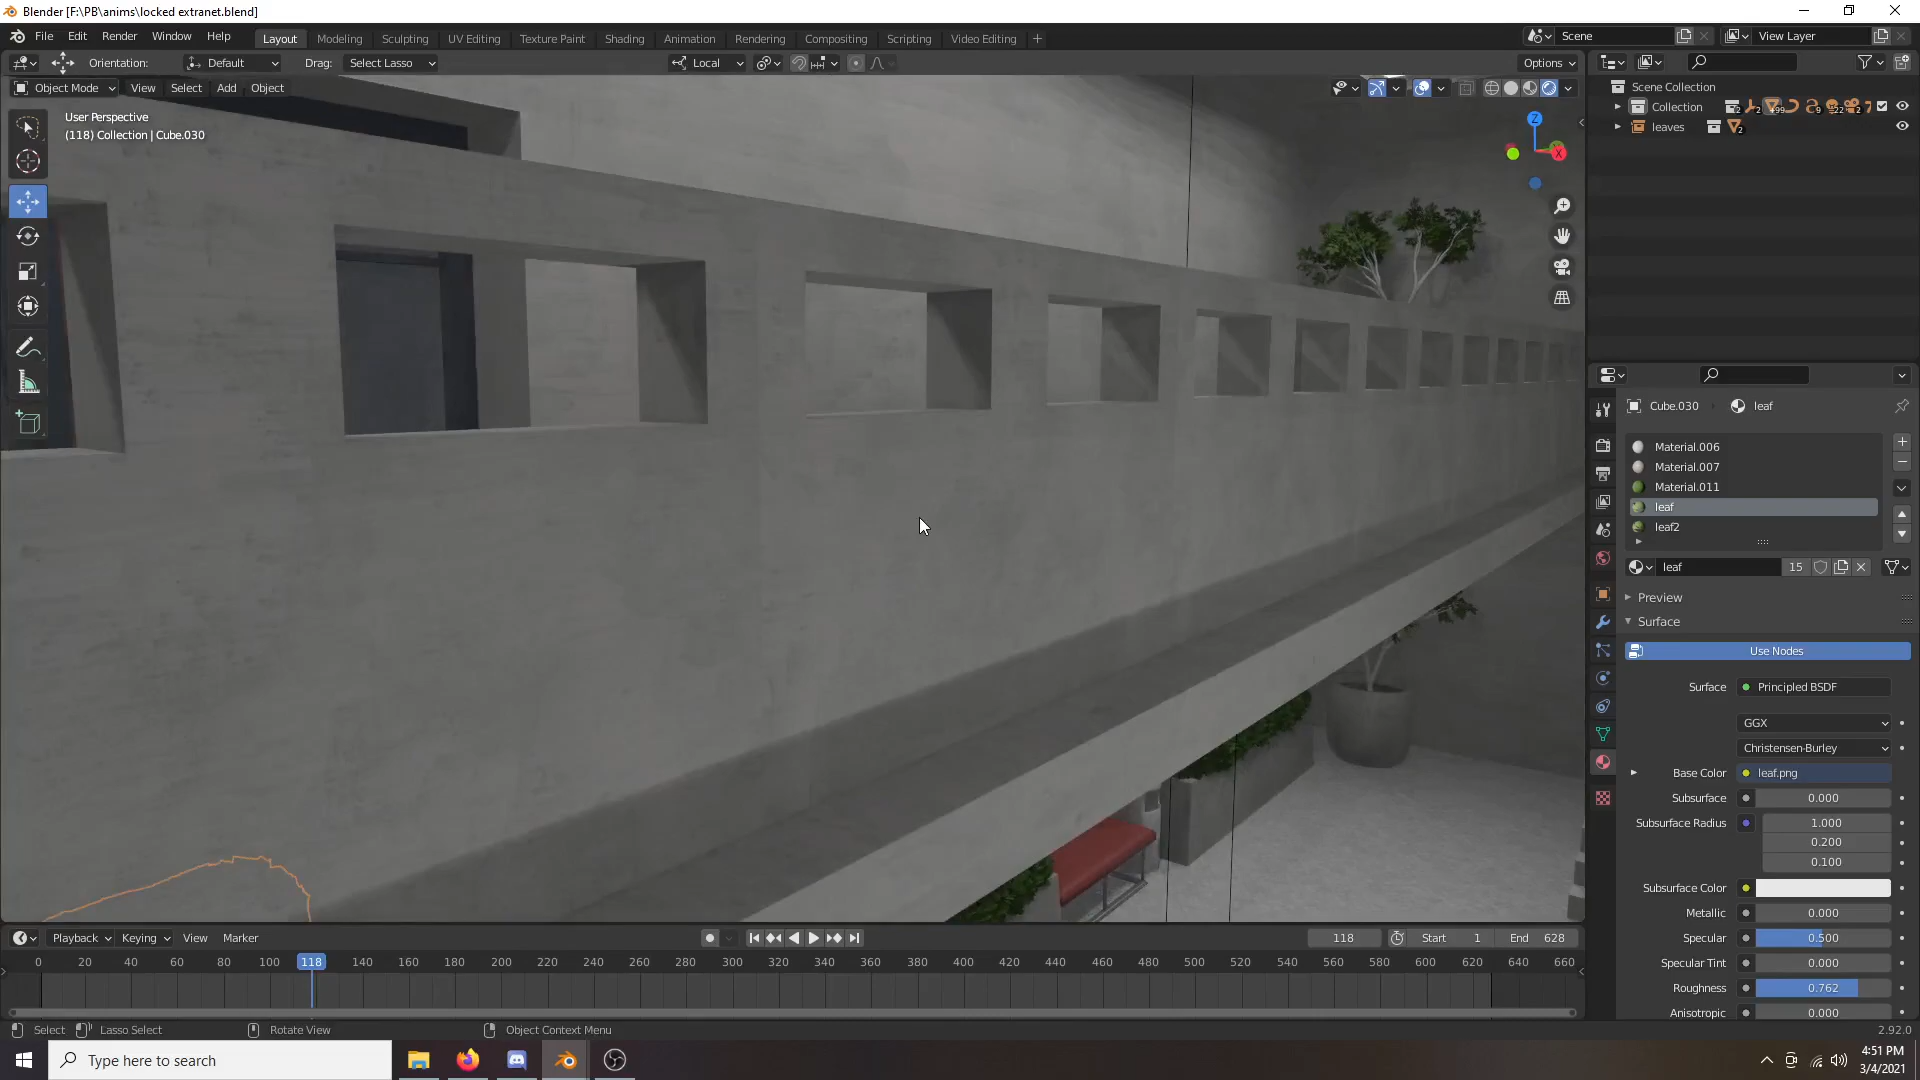 Blender [F:\PB\anims\locked extranet.blend]
File Edit Render Window Help Layout Modeling Sculpting UV Editing Texture Paint Shading Animation Rendering Compositing Scripting Video Editing + Scene View Layer
Orientation: Default Drag: Select Lasso Local Options
Object Mode View Select Add Object
User Perspective
(118) Collection | Cube.030
Z
X
Scene Collection
Collection
leaves
Cube.030 leaf
Material.006
Material.007
Material.011
leaf
leaf2
leaf 15
Preview
Surface
Use Nodes
Surface Principled BSDF
GGX
Christensen-Burley
Base Color leaf.png
Subsurface 0.000
Subsurface Radius 1.000
0.200
0.100
Subsurface Color
Metallic 0.000
Specular 0.500
Specular Tint 0.000
Roughness 0.762
Anisotropic 0.000
Playback Keying View Marker 118 Start 1 End 628
0 20 40 60 80 100 118 140 160 180 200 220 240 260 280 300 320 340 360 380 400 420 440 460 480 500 520 540 560 580 600 620 640 660
Select Lasso Select Rotate View Object Context Menu 2.92.0
Type here to search
4:51 PM
3/4/2021